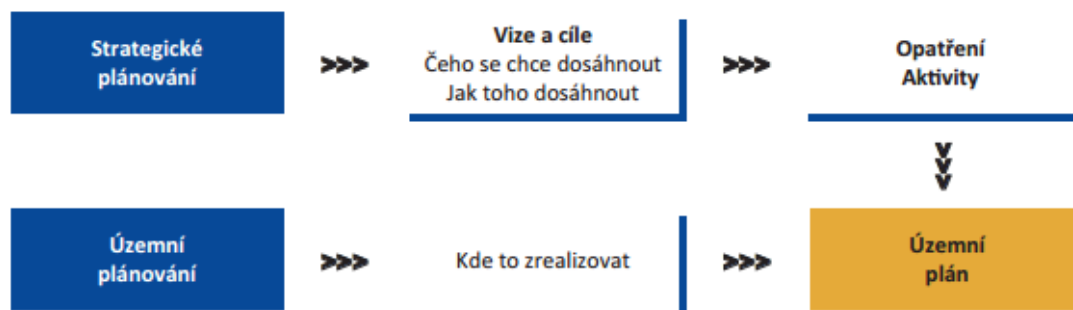 Strategické
plánování
>>>
Vize a cíle
Čeho se chce dosáhnout
Jak toho dosáhnout
>>>
Opatření
Aktivity
>>>
Územní
plánování
>>>
Kde to zrealizovat
>>>
Územní
plán